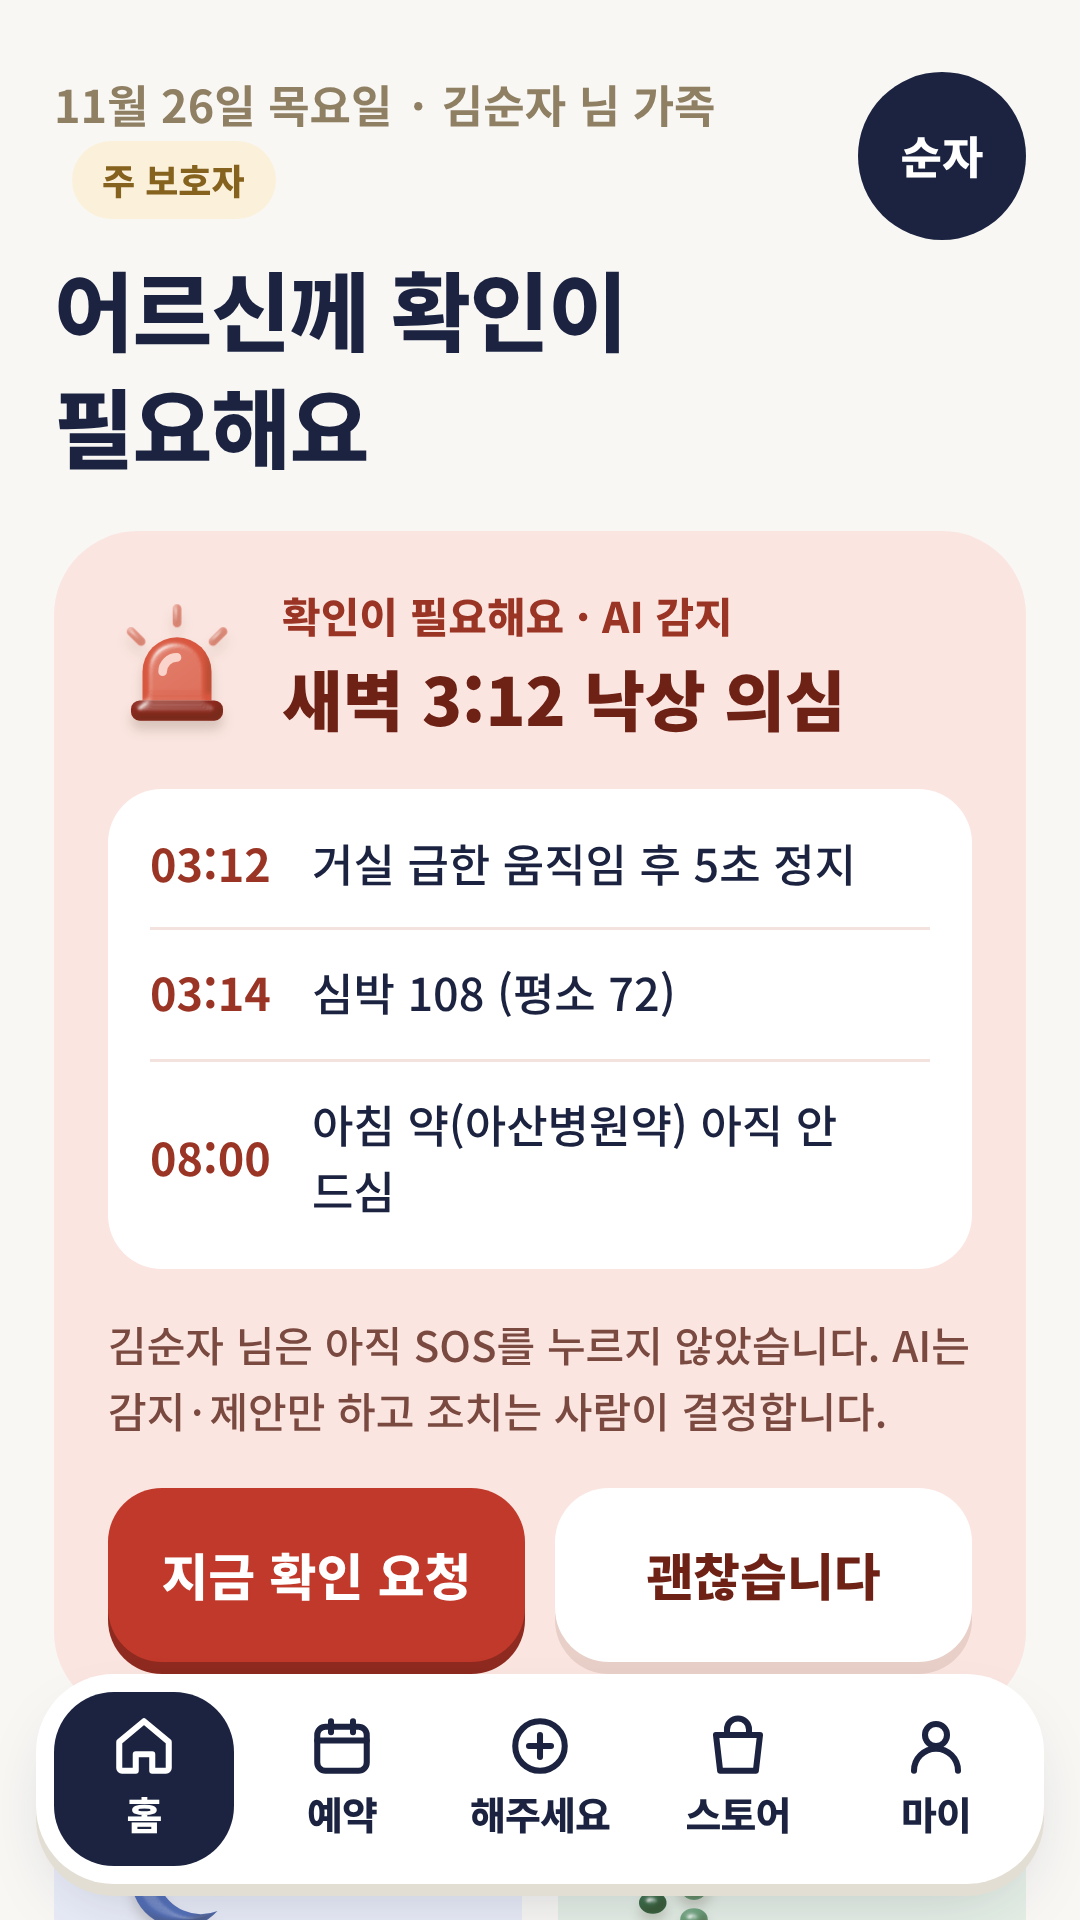 11월 26일 목요일 · 김순자 님 가족
주 보호자
순자
어르신께 확인이
필요해요
확인이 필요해요 · AI 감지
새벽 3:12 낙상 의심
03:12 거실 급한 움직임 후 5초 정지
03:14 심박 108 (평소 72)
08:00 아침 약(아산병원약) 아직 안
드심
김순자 님은 아직 SOS를 누르지 않았습니다. AI는
감지·제안만 하고 조치는 사람이 결정합니다.
지금 확인 요청
괜찮습니다
홈
예약
해주세요
스토어
마이